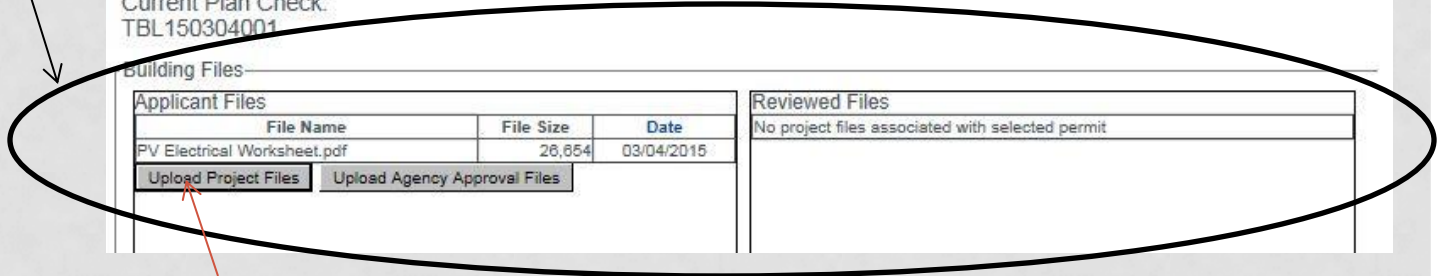 Current Plan Check:
TBL150304001
Building Files
Applicant Files
File Name File Size Date
PV Electrical Worksheet.pdf 26,654 03/04/2015
Upload Project Files Upload Agency Approval Files
Reviewed Files
No project files associated with selected permit